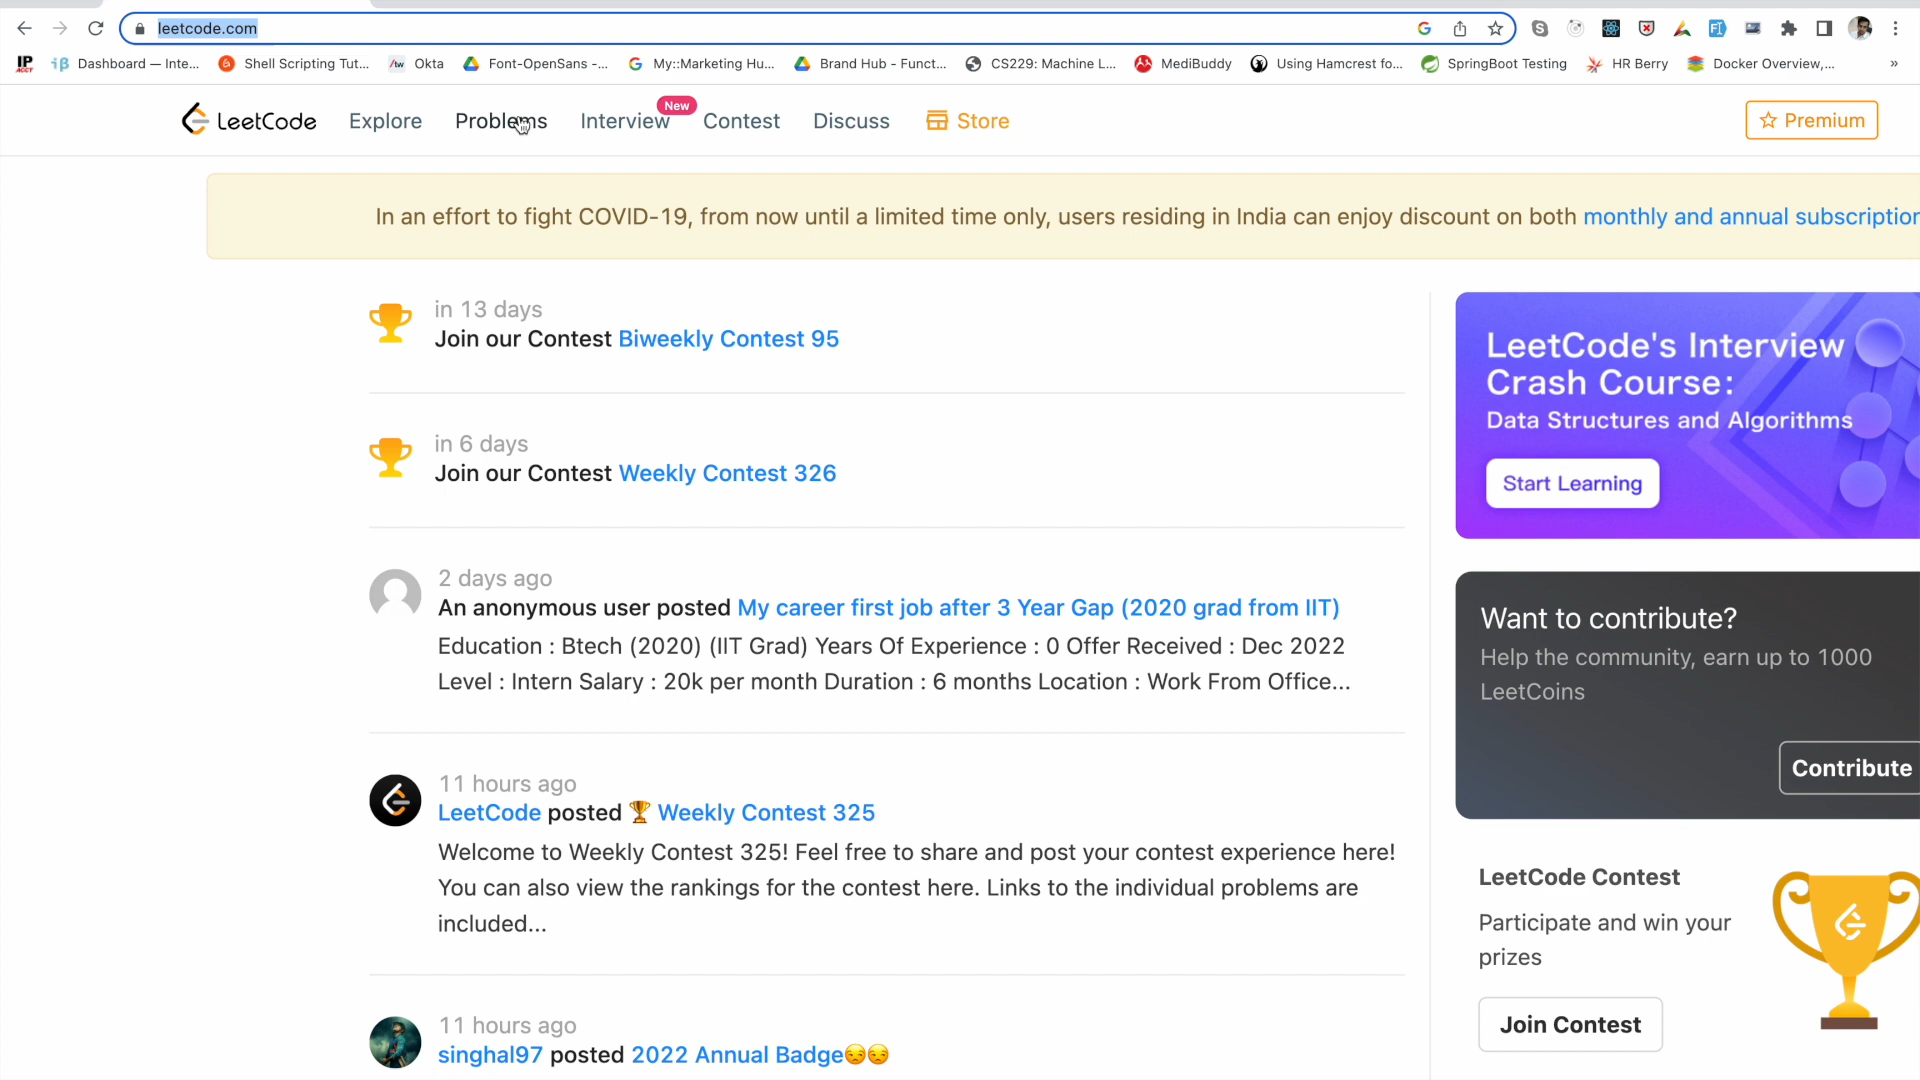 leetcode.com
IP
ACCT
iβ Dashboard — Inte...
Shell Scripting Tut...
/tw Okta
Font-OpenSans -...
My::Marketing Hu...
Brand Hub - Funct...
CS229: Machine L...
MediBuddy
Using Hamcrest fo...
SpringBoot Testing
HR Berry
Docker Overview,...
»
LeetCode
Explore
Problems
Interview
New
Contest
Discuss
Store
Premium
In an effort to fight COVID-19, from now until a limited time only, users residing in India can enjoy discount on both monthly and annual subscription
in 13 days
Join our Contest Biweekly Contest 95
in 6 days
Join our Contest Weekly Contest 326
2 days ago
An anonymous user posted My career first job after 3 Year Gap (2020 grad from IIT)
Education : Btech (2020) (IIT Grad) Years Of Experience : 0 Offer Received : Dec 2022
Level : Intern Salary : 20k per month Duration : 6 months Location : Work From Office...
11 hours ago
LeetCode posted 🏆 Weekly Contest 325
Welcome to Weekly Contest 325! Feel free to share and post your contest experience here!
You can also view the rankings for the contest here. Links to the individual problems are
included...
11 hours ago
singhal97 posted 2022 Annual Badge😒😒
LeetCode's Interview
Crash Course:
Data Structures and Algorithms
Start Learning
Want to contribute?
Help the community, earn up to 1000
LeetCoins
Contribute
LeetCode Contest
Participate and win your
prizes
Join Contest